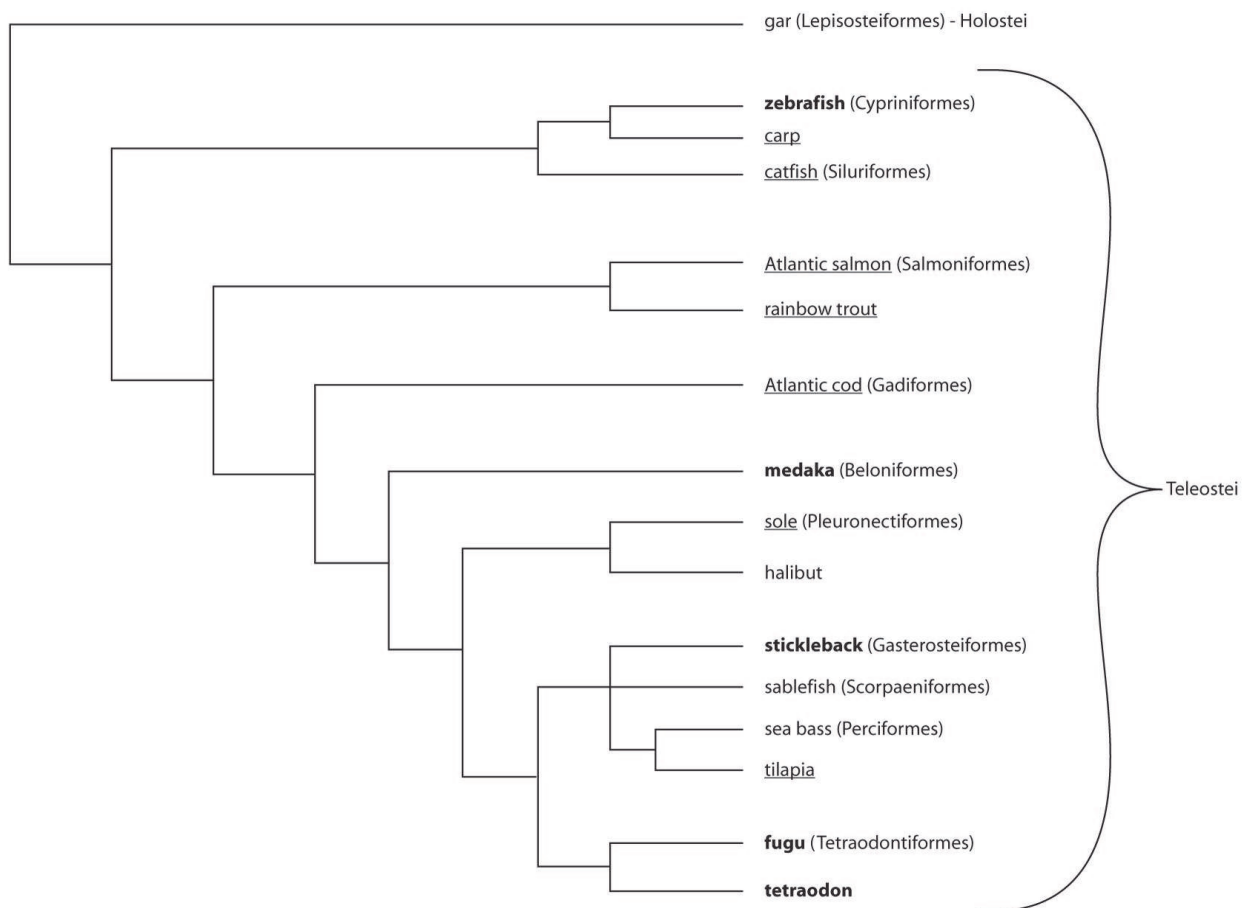 gar (Lepisosteiformes) - Holostei
zebrafish (Cypriniformes)
carp
catfish (Siluriformes)
Atlantic salmon (Salmoniformes)
rainbow trout
Atlantic cod (Gadiformes)
medaka (Beloniformes)
Teleostei
sole (Pleuronectiformes)
halibut
stickleback (Gasterosteiformes)
sablefish (Scorpaeniformes)
sea bass (Perciformes)
tilapia
fugu (Tetraodontiformes)
tetraodon